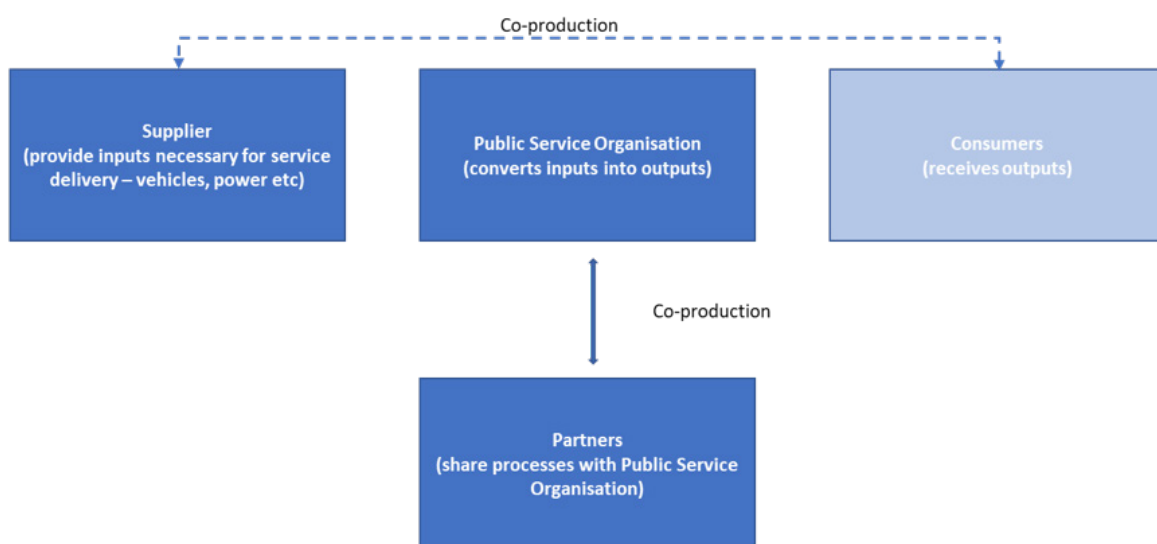 Co-production
Supplier
(provide inputs necessary for service
delivery – vehicles, power etc)
Public Service Organisation
(converts inputs into outputs)
Consumers
(receives outputs)
Co-production
Partners
(share processes with Public Service
Organisation)